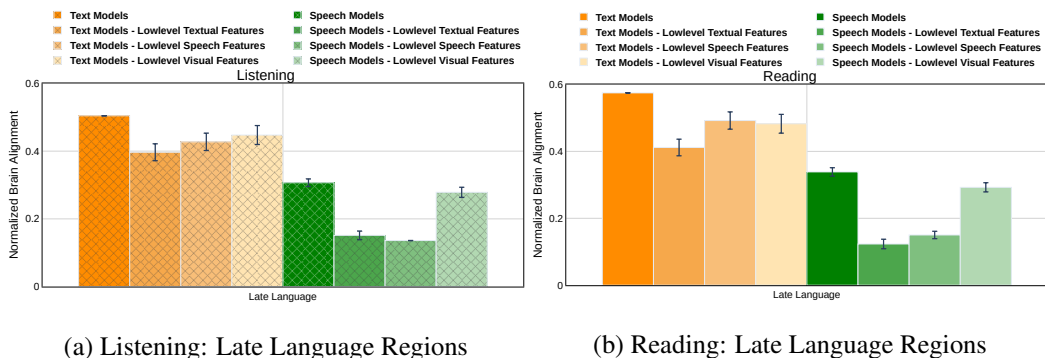 Text Models
Text Models - Lowlevel Textual Features
Text Models - Lowlevel Speech Features
Text Models - Lowlevel Visual Features
Speech Models
Speech Models - Lowlevel Textual Features
Speech Models - Lowlevel Speech Features
Speech Models - Lowlevel Visual Features
Listening
Normalized Brain Alignment
0.6
0.4
0.2
0
Late Language
(a) Listening: Late Language Regions
Text Models
Text Models - Lowlevel Textual Features
Text Models - Lowlevel Speech Features
Text Models - Lowlevel Visual Features
Speech Models
Speech Models - Lowlevel Textual Features
Speech Models - Lowlevel Speech Features
Speech Models - Lowlevel Visual Features
Reading
Normalized Brain Alignment
0.6
0.4
0.2
0
Late Language
(b) Reading: Late Language Regions